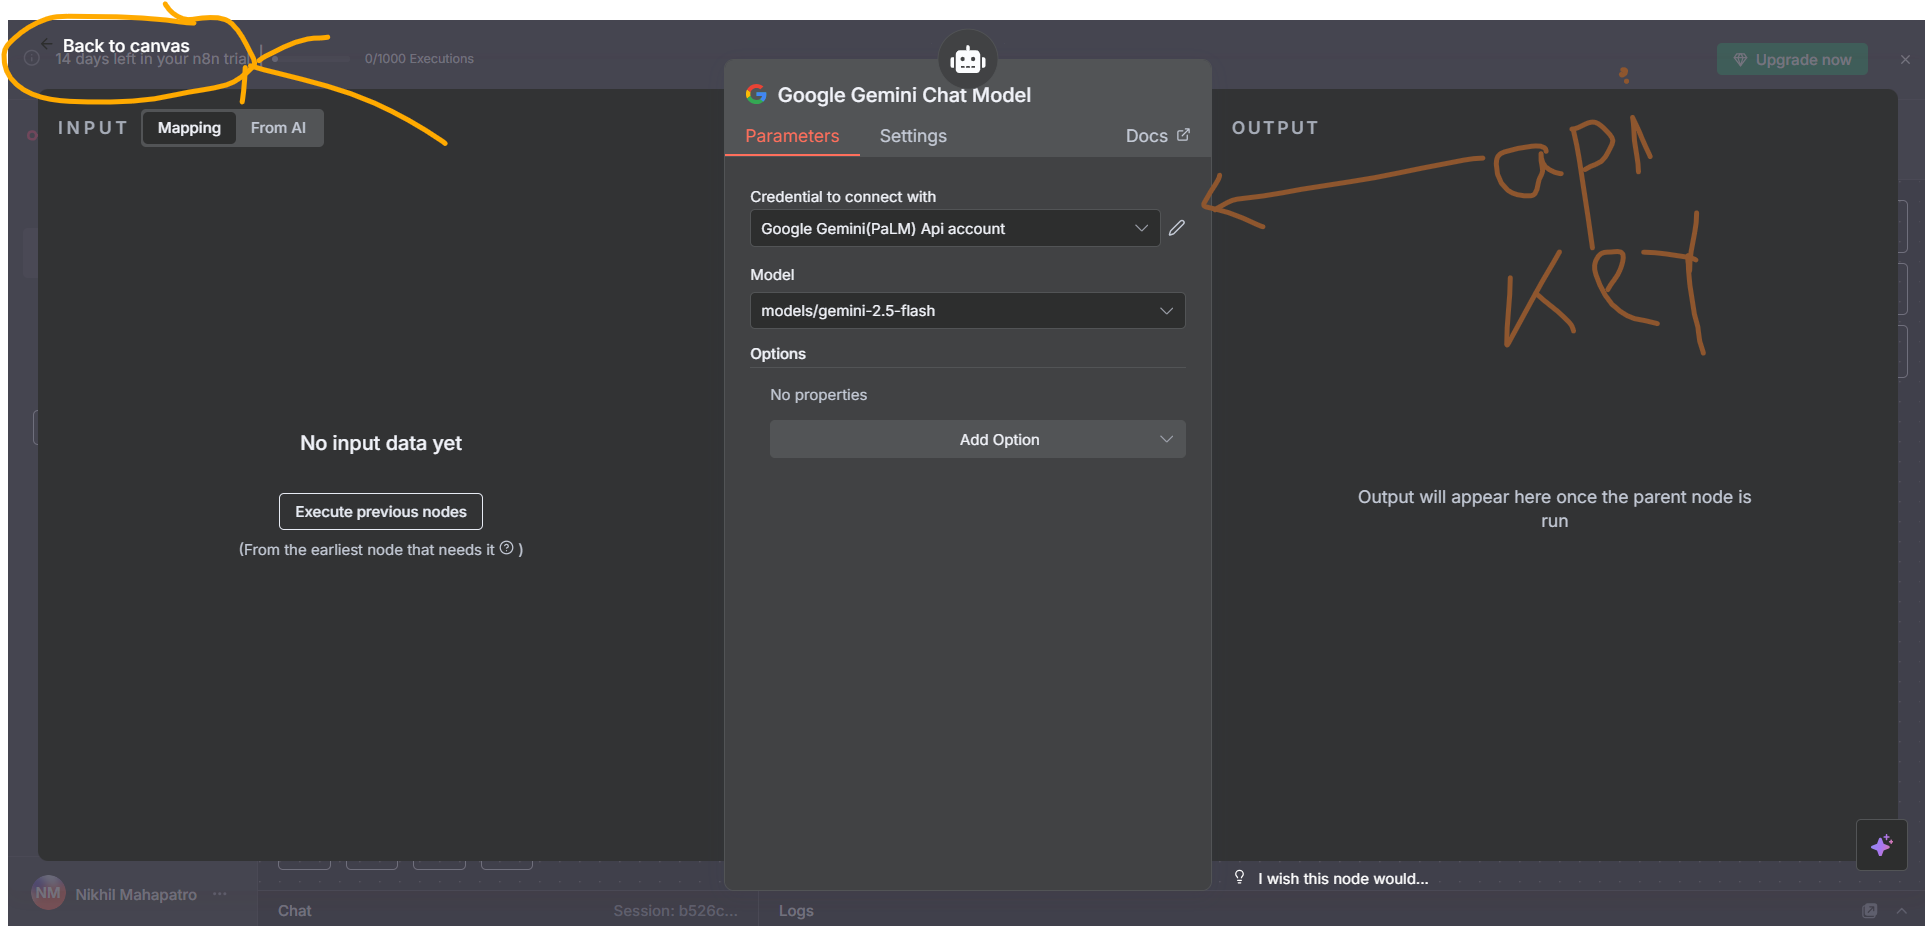 Back to canvas
14 days left in your n8n trial
0/1000 Executions
Upgrade now
Google Gemini Chat Model
INPUT
Mapping
From AI
Parameters
Settings
Docs
OUTPUT
api
Key
Credential to connect with
Google Gemini(PaLM) Api account
Model
models/gemini-2.5-flash
Options
No properties
Add Option
No input data yet
Execute previous nodes
(From the earliest node that needs it ? )
Output will appear here once the parent node is
run
I wish this node would...
NM
Nikhil Mahapatro
Chat
Session: b526c...
Logs